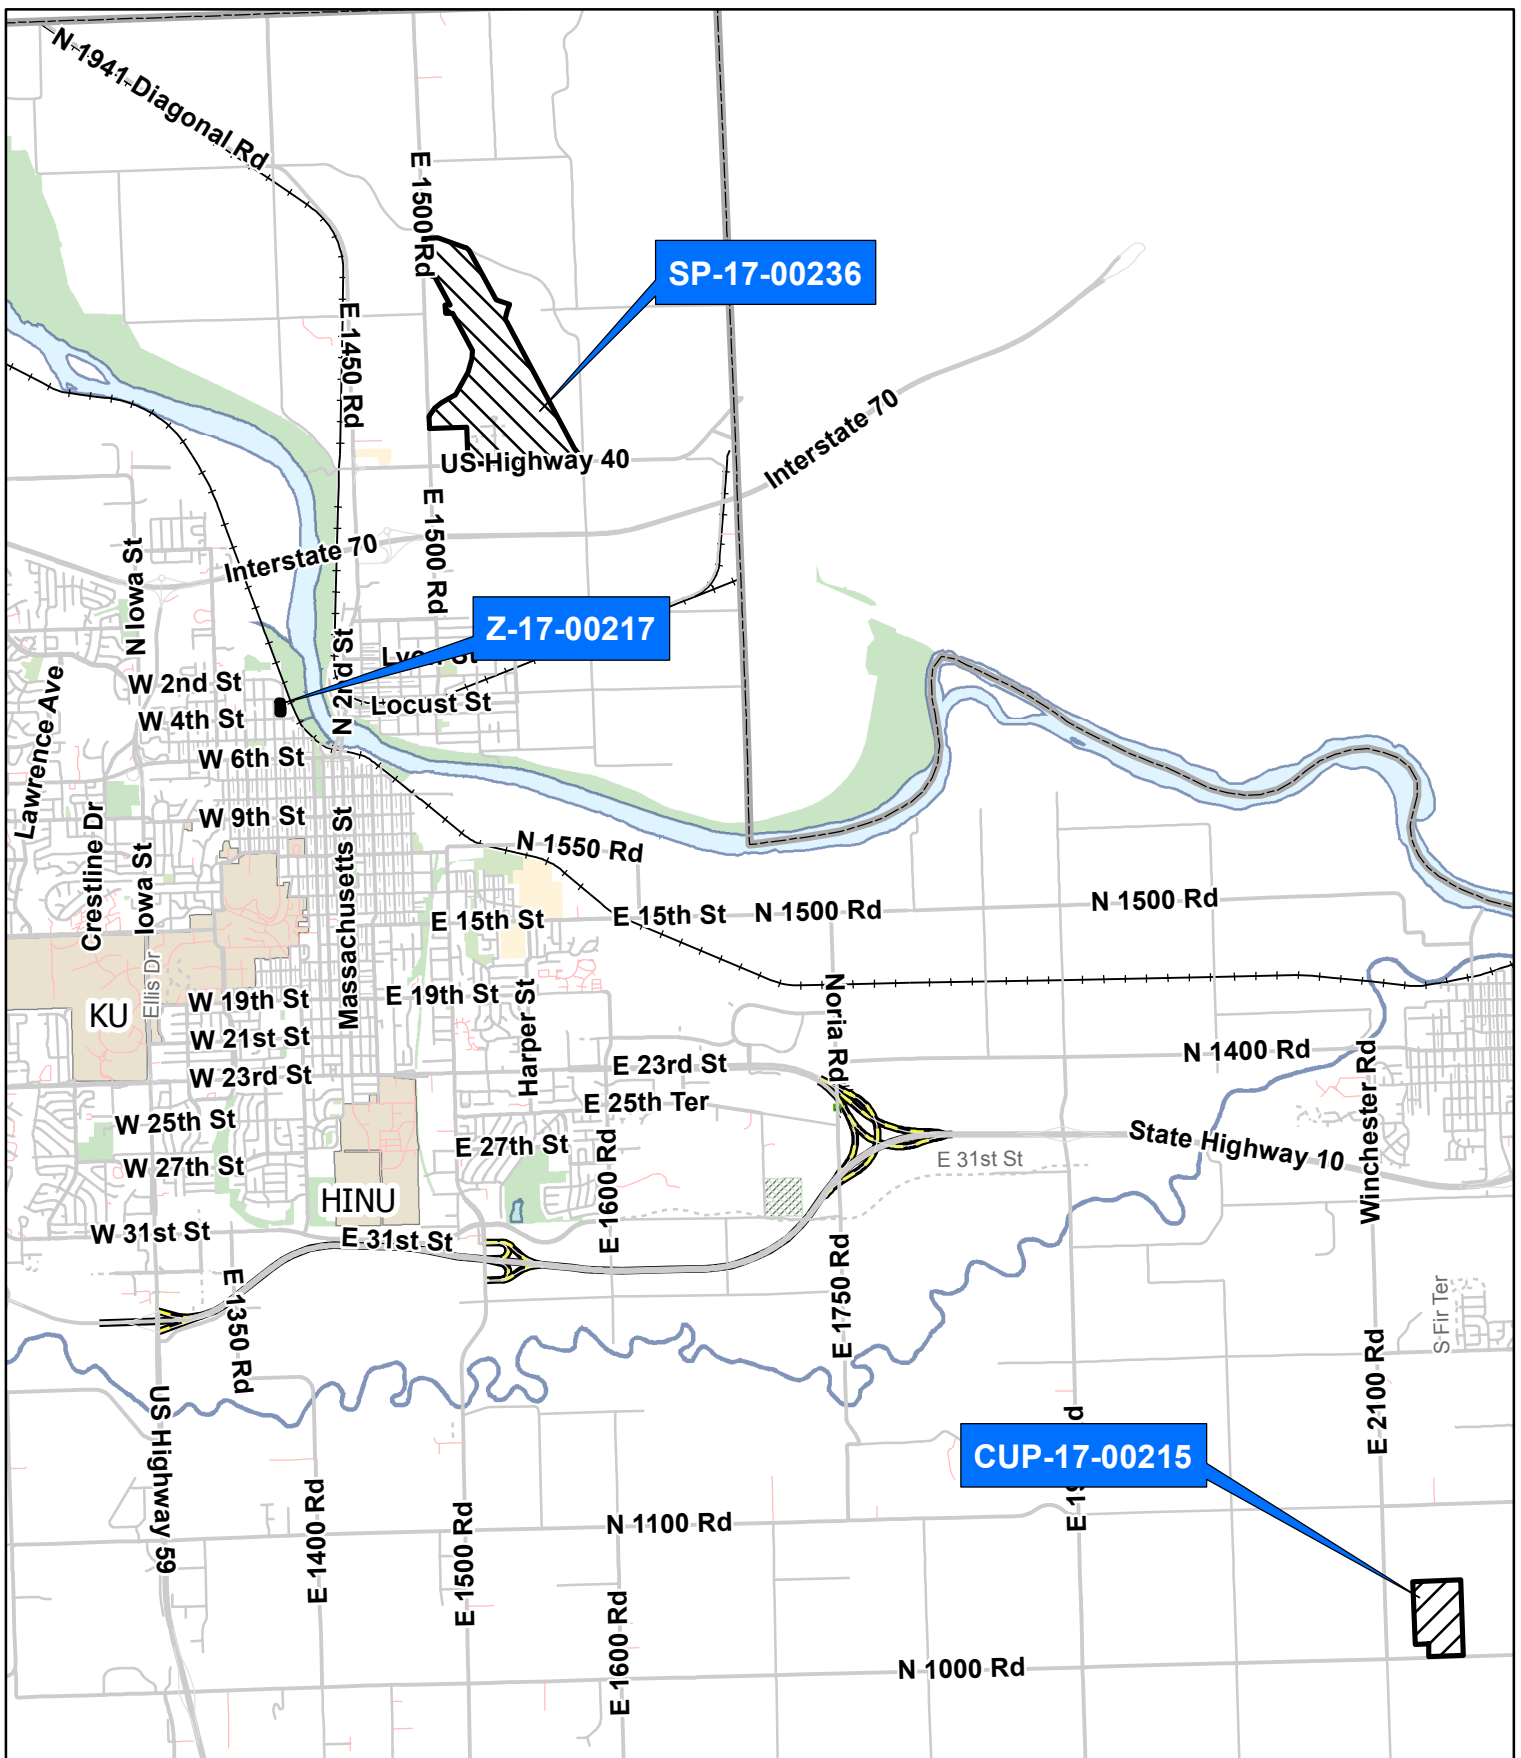 N 1941 Diagonal Rd
E 1500 Rd
SP-17-00236
E 1450 Rd
Interstate 70
US Highway 40
E 1500 Rd
N Iowa St
Interstate 70
Z-17-00217
Lawrence Ave
N 2nd St
W 2nd St
Locust St
W 4th St
W 6th St
Crestline Dr
W 9th St
Iowa St
Massachusetts St
N 1550 Rd
E 15th St
E 15th St
N 1500 Rd
N 1500 Rd
Ellis Dr
KU
W 19th St
E 19th St
Harper St
Noria Rd
W 21st St
W 23rd St
E 23rd St
N 1400 Rd
Winchester Rd
E 25th Ter
W 25th St
E 27th St
E 1600 Rd
State Highway 10
E 31st St
W 27th St
HINU
W 31st St
E 31st St
E 1350 Rd
E 1750 Rd
S Fir Ter
US Highway 59
E 2100 Rd
CUP-17-00215
E 1400 Rd
E 1500 Rd
N 1100 Rd
E 1600 Rd
N 1000 Rd